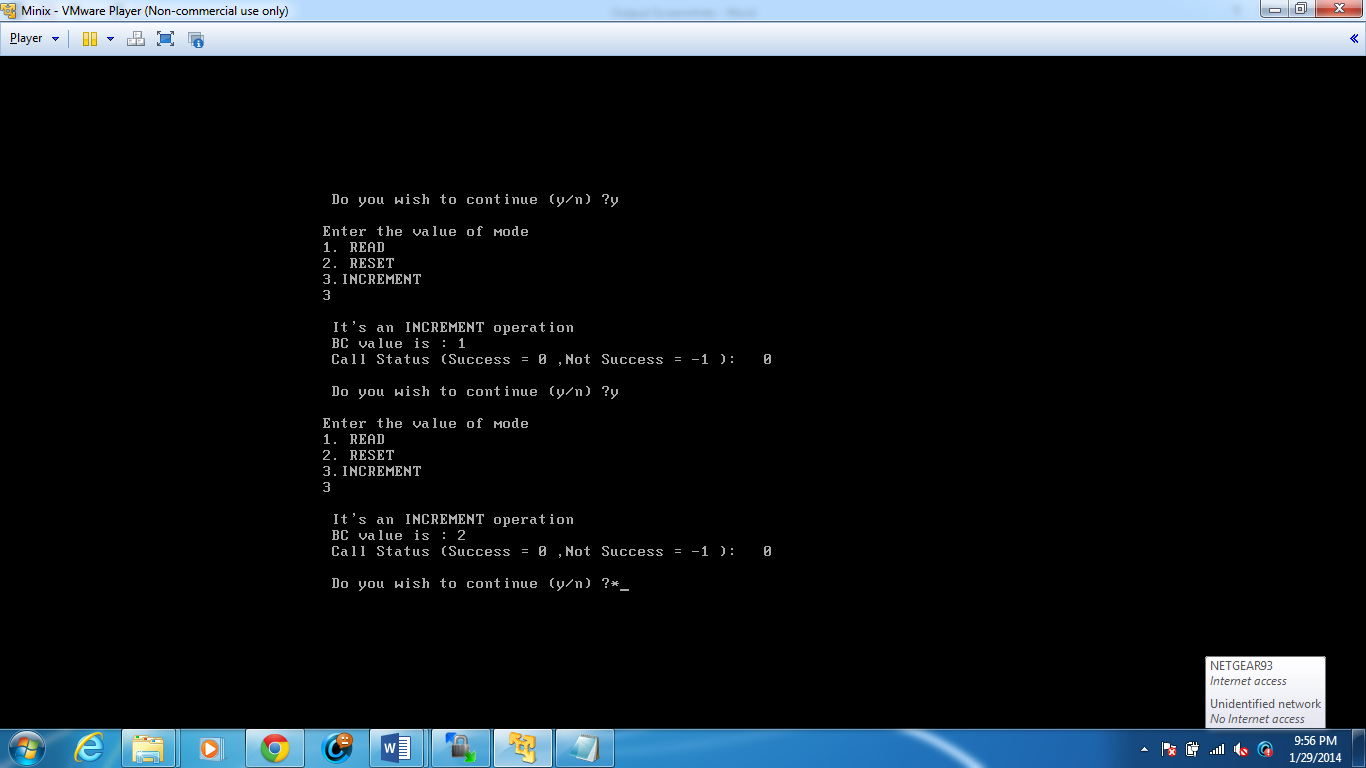 Minix - VMware Player (Non-commercial use only)
Player
Do you wish to continue (y/n) ?y
Enter the value of mode
1. READ
2. RESET
3.INCREMENT
3
It's an INCREMENT operation
BC value is : 1
Call Status (Success = 0 ,Not Success = -1 ):   0
Do you wish to continue (y/n) ?y
Enter the value of mode
1. READ
2. RESET
3.INCREMENT
3
It's an INCREMENT operation
BC value is : 2
Call Status (Success = 0 ,Not Success = -1 ):   0
Do you wish to continue (y/n) ?*_
NETGEAR93
Internet access
Unidentified network
No Internet access
9:56 PM
1/29/2014